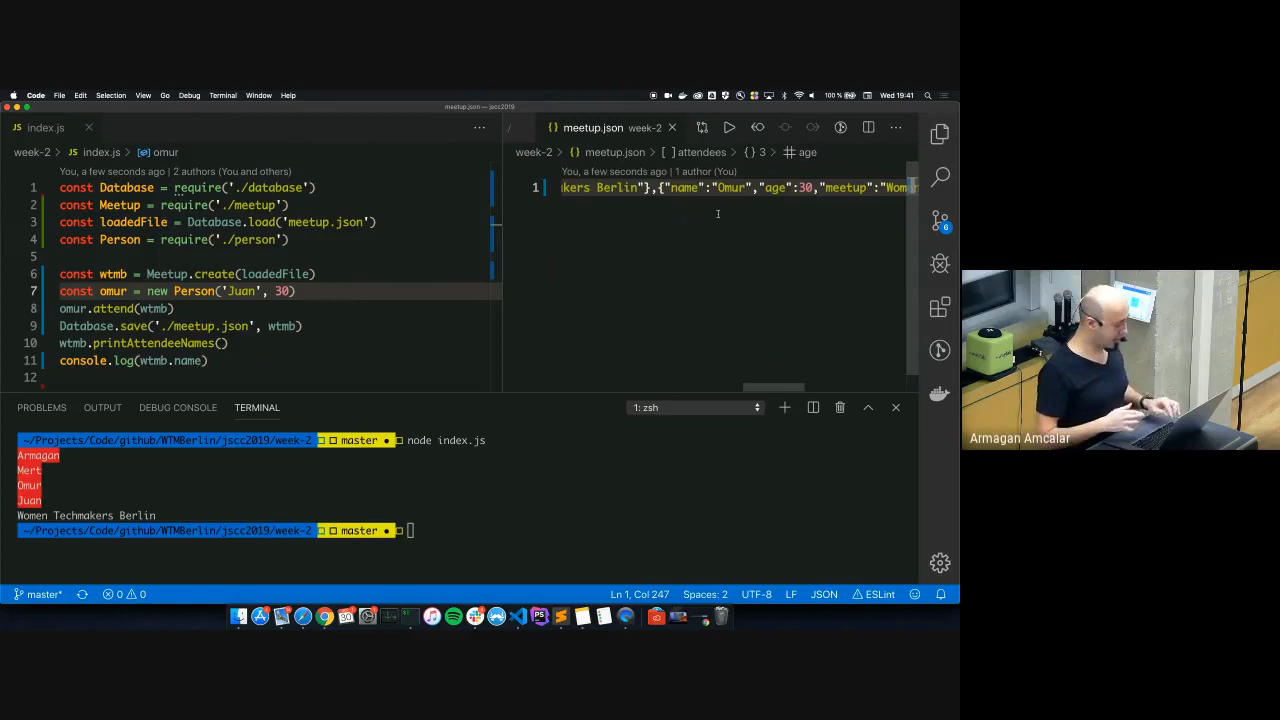 Code File Edit Selection View Go Debug Terminal Window Help
100 % Wed 19:41
meetup.json — jscc2019
JS index.js
meetup.json week-2
week-2 > JS index.js > omur
week-2 > {} meetup.json > [ ] attendees > {} 3 > age
You, a few seconds ago | 2 authors (You and others)
1 const Database = require('./database')
2 const Meetup = require('./meetup')
3 const loadedFile = Database.load('meetup.json')
4 const Person = require('./person')
5
6 const wtmb = Meetup.create(loadedFile)
7 const omur = new Person('Juan', 30)
8 omur.attend(wtmb)
9 Database.save('./meetup.json', wtmb)
10 wtmb.printAttendeeNames()
11 console.log(wtmb.name)
12
You, a few seconds ago | 1 author (You)
1 kers Berlin"},{"name":"Omur","age":30,"meetup":"Wom
6
PROBLEMS OUTPUT DEBUG CONSOLE TERMINAL
1: zsh
~/Projects/Code/github/WTMBerlin/jscc2019/week-2 master node index.js
Armagan
Mert
Omur
Juan
Women Techmakers Berlin
~/Projects/Code/github/WTMBerlin/jscc2019/week-2 master
master* 0 0
Ln 1, Col 247 Spaces: 2 UTF-8 LF JSON ESLint
Armagan Amcalar